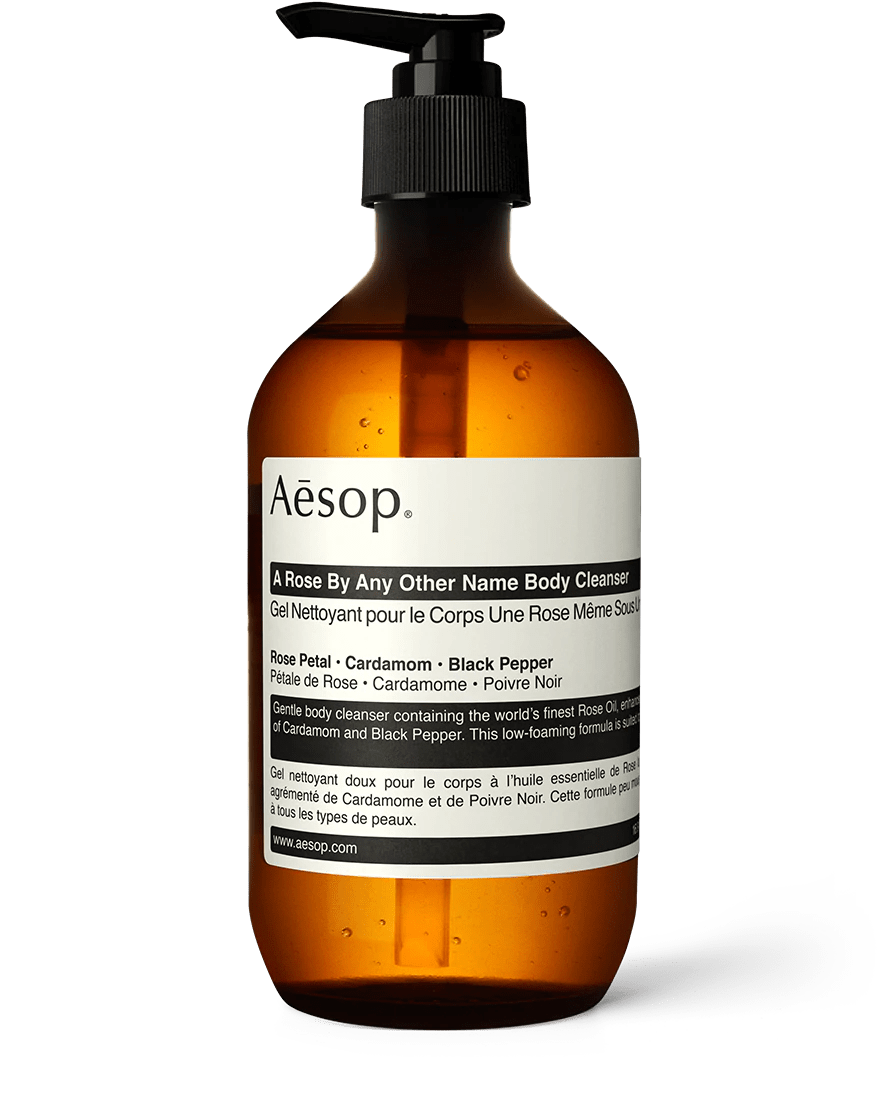 Aēsop®
A Rose By Any Other Name Body Cleanser
Gel Nettoyant pour le Corps Une Rose Même Sous
Rose Petal • Cardamom • Black Pepper
Pétale de Rose • Cardamome • Poivre Noir
Gentle body cleanser containing the world's finest Rose Oil,
of Cardamom and Black Pepper. This low-foaming formula is suited
Gel nettoyant doux pour le corps à l'huile essentielle de Rose
agrémenté de Cardamome et de Poivre Noir. Cette formule peu
à tous les types de peaux.
www.aesop.com